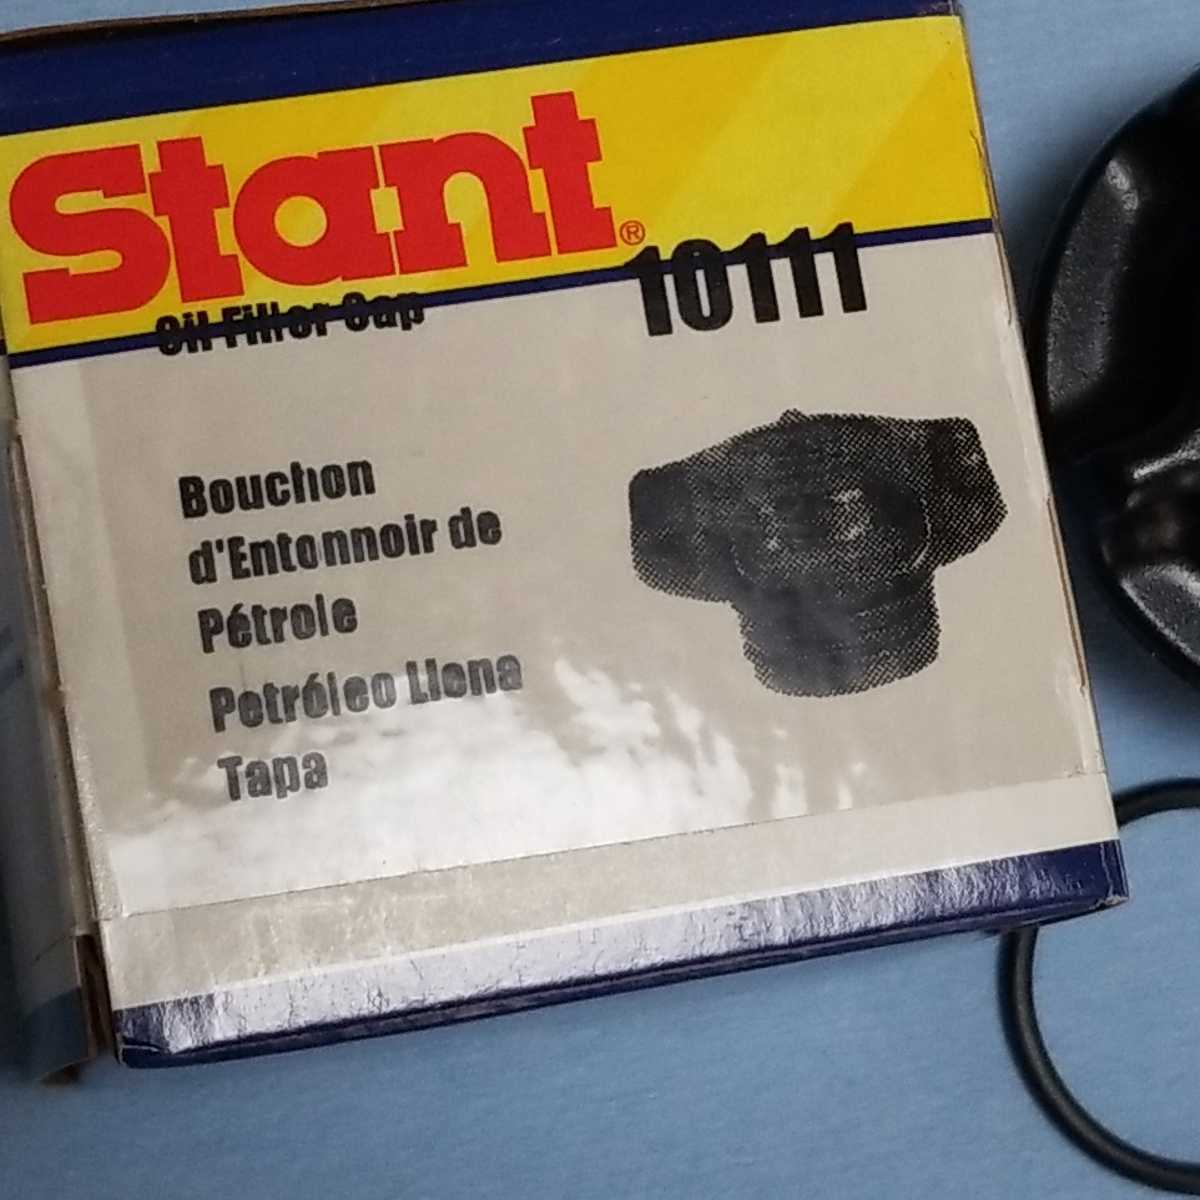 Stant®
Oil Filler Cap
10111
Bouchon
d'Entonnoir de
Pétrole
Petróleo Llena
Tapa